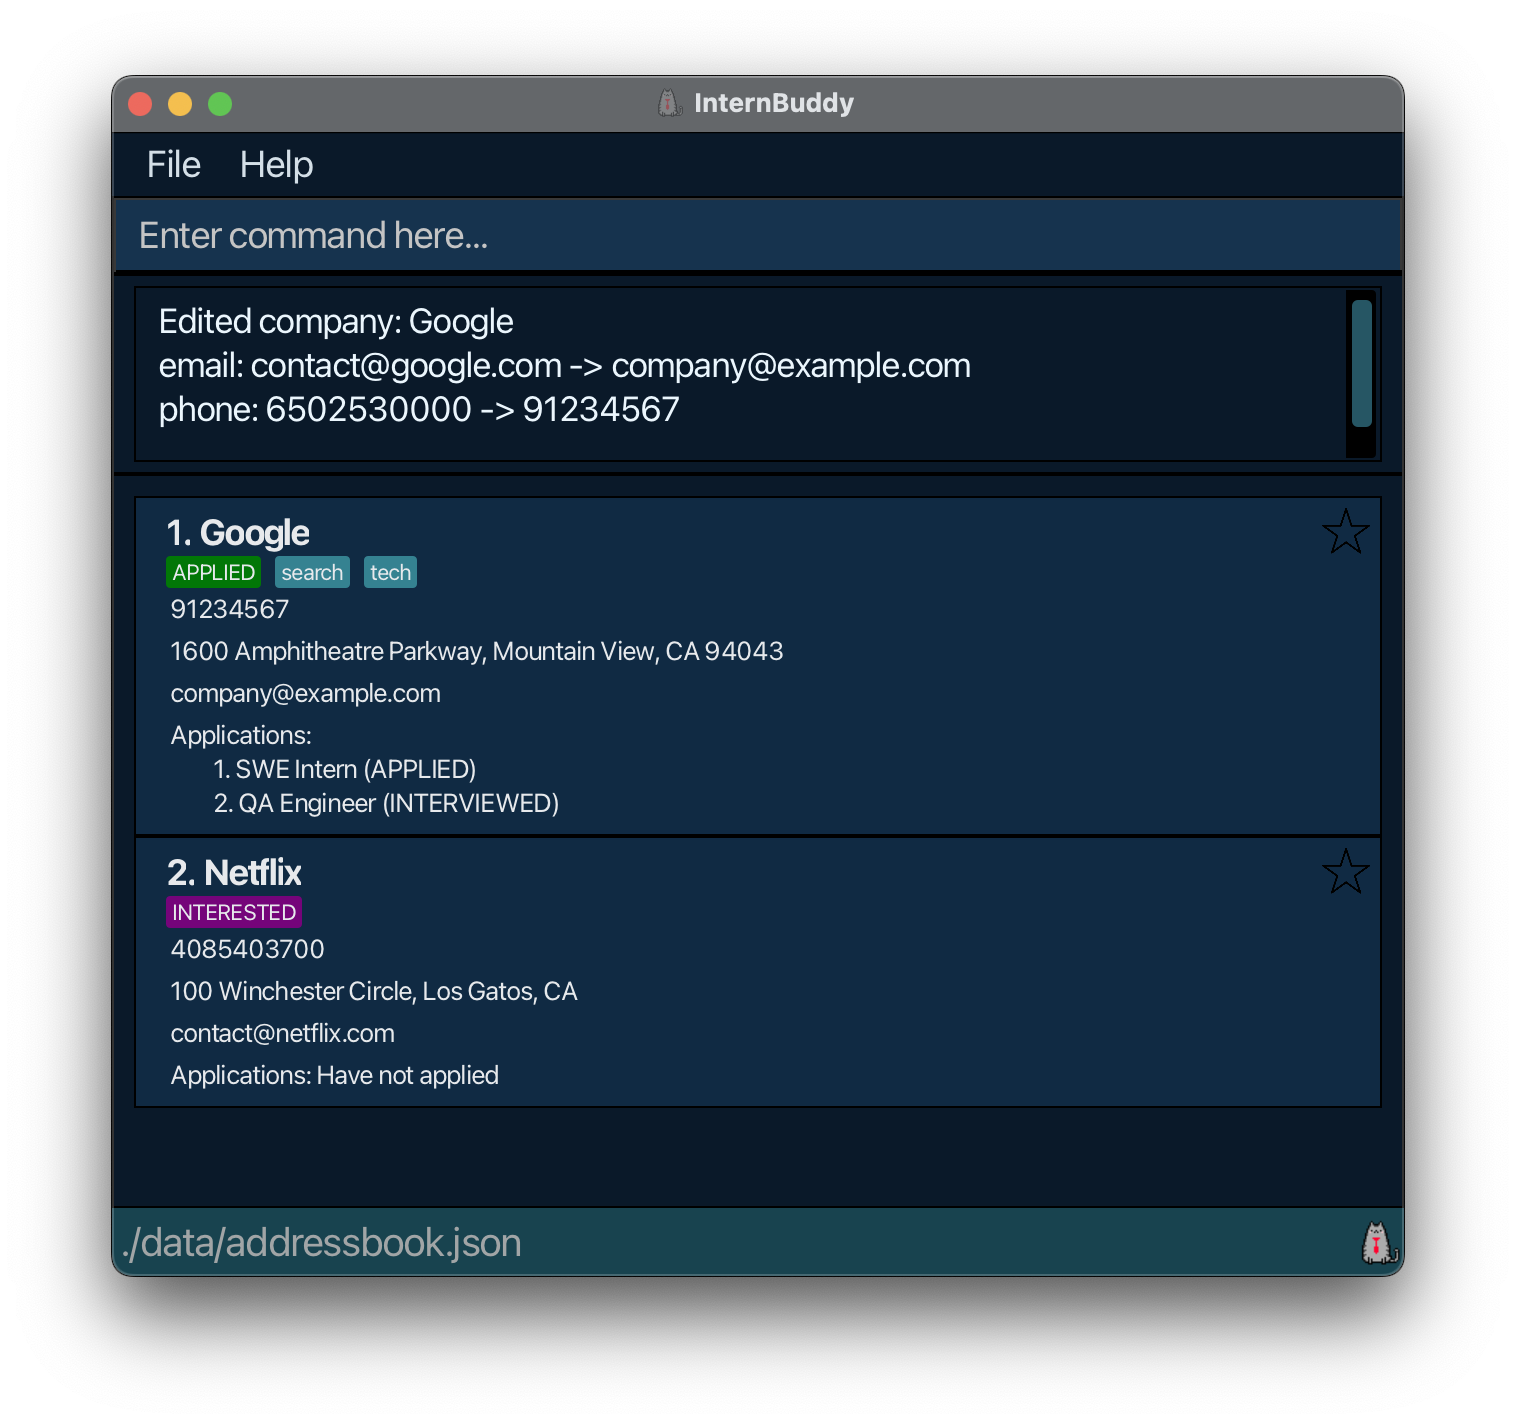 InternBuddy
File Help
Enter command here...
Edited company: Google
email: contact@google.com -> company@example.com
phone: 6502530000 -> 91234567
1. Google
APPLIED search tech
91234567
1600 Amphitheatre Parkway, Mountain View, CA 94043
company@example.com
Applications:
1. SWE Intern (APPLIED)
2. QA Engineer (INTERVIEWED)
2. Netflix
INTERESTED
4085403700
100 Winchester Circle, Los Gatos, CA
contact@netflix.com
Applications: Have not applied
./data/addressbook.json